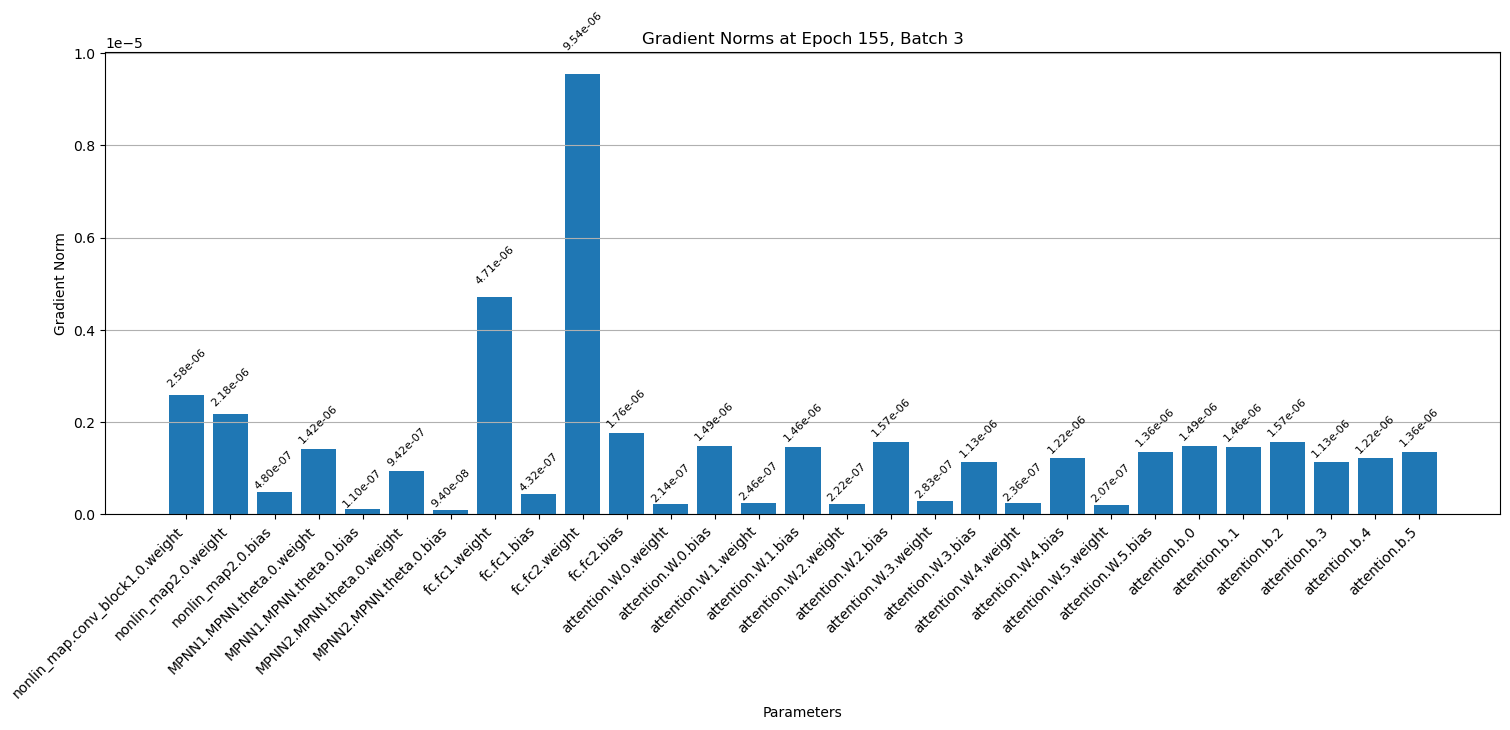 Gradient Norms at Epoch 155, Batch 3
1e−5
1.0
0.8
0.6
0.4
0.2
0.0
Gradient Norm
2.58e-06
2.18e-06
4.80e-07
1.42e-06
1.10e-07
9.42e-07
9.40e-08
4.71e-06
4.32e-07
9.54e-06
1.76e-06
2.14e-07
1.49e-06
2.46e-07
1.46e-06
2.22e-07
1.57e-06
2.83e-07
1.13e-06
2.36e-07
1.22e-06
2.07e-07
1.36e-06
1.49e-06
1.46e-06
1.57e-06
1.13e-06
1.22e-06
1.36e-06
nonlin_map.conv_block1.0.weight
nonlin_map2.0.weight
nonlin_map2.0.bias
MPNN1.MPNN.theta.0.weight
MPNN1.MPNN.theta.0.bias
MPNN2.MPNN.theta.0.weight
MPNN2.MPNN.theta.0.bias
fc.fc1.weight
fc.fc1.bias
fc.fc2.weight
fc.fc2.bias
attention.W.0.weight
attention.W.0.bias
attention.W.1.weight
attention.W.1.bias
attention.W.2.weight
attention.W.2.bias
attention.W.3.weight
attention.W.3.bias
attention.W.4.weight
attention.W.4.bias
attention.W.5.weight
attention.W.5.bias
attention.b.0
attention.b.1
attention.b.2
attention.b.3
attention.b.4
attention.b.5
Parameters